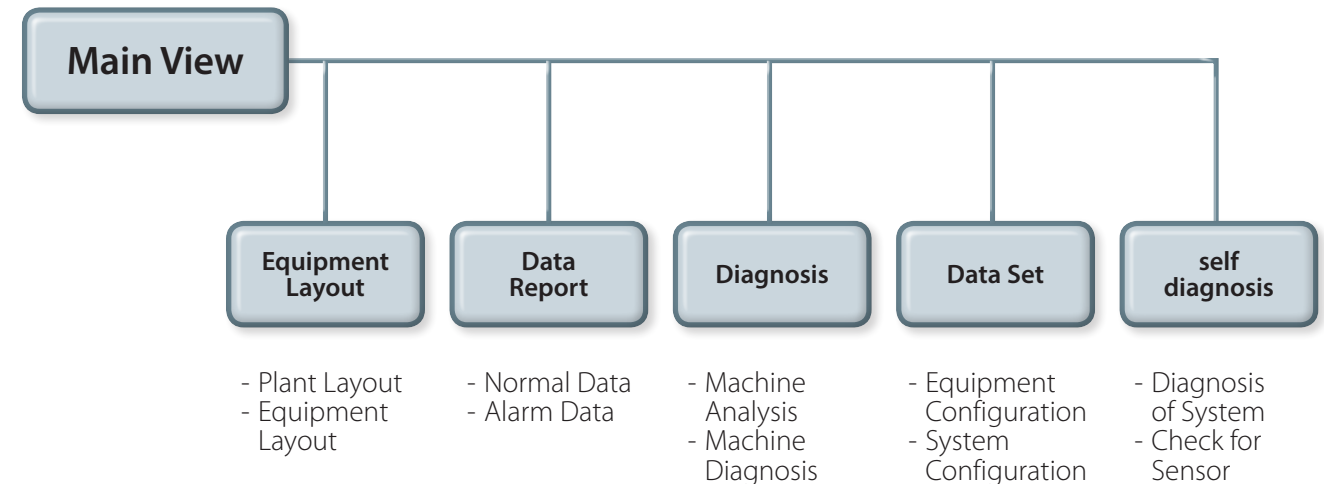 Main View
Equipment
Layout
Data
Report
Diagnosis
Data Set
self
diagnosis
- Plant Layout
- Equipment
Layout
- Normal Data
- Alarm Data
- Machine
Analysis
- Machine
Diagnosis
- Equipment
Configuration
- System
Configuration
- Diagnosis
of System
- Check for
Sensor